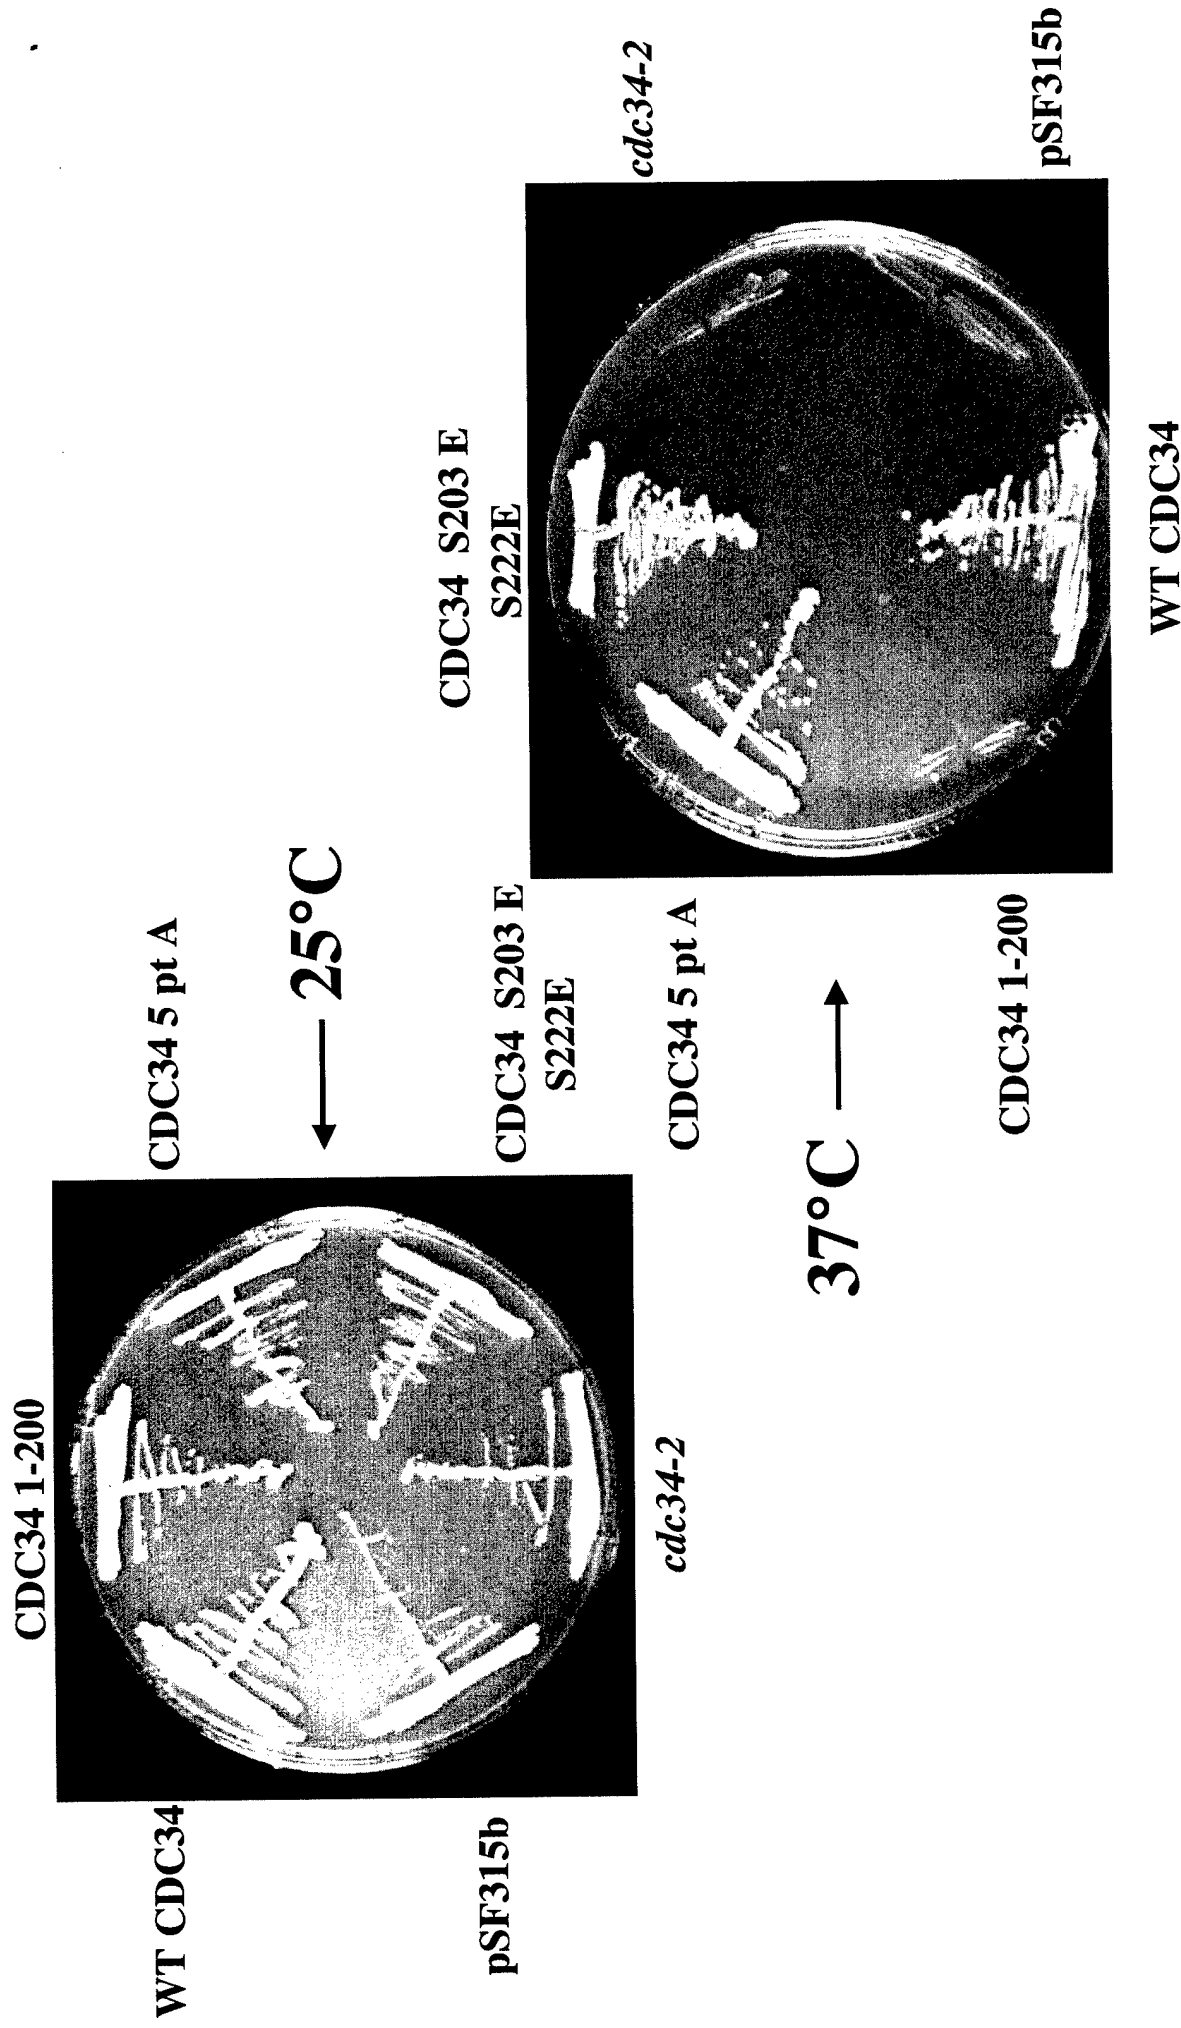 CDC34 1-200
WT CDC34
CDC34 5 pt A
← 25°C
pSF315b
CDC34 S203 E
S222E
cdc34-2
CDC34 S203 E
S222E
CDC34 5 pt A
cdc34-2
37°C →
CDC34 1-200
pSF315b
WT CDC34